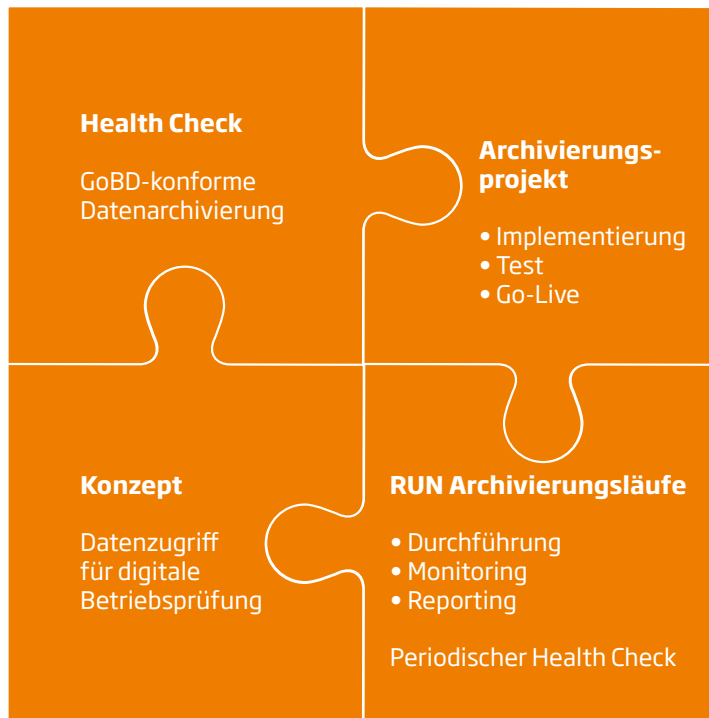 Health Check
GoBD-konforme
Datenarchivierung
Archivierungs-
projekt
• Implementierung
• Test
• Go-Live
Konzept
Datenzugriff
für digitale
Betriebsprüfung
RUN Archivierungsläufe
• Durchführung
• Monitoring
• Reporting
Periodischer Health Check